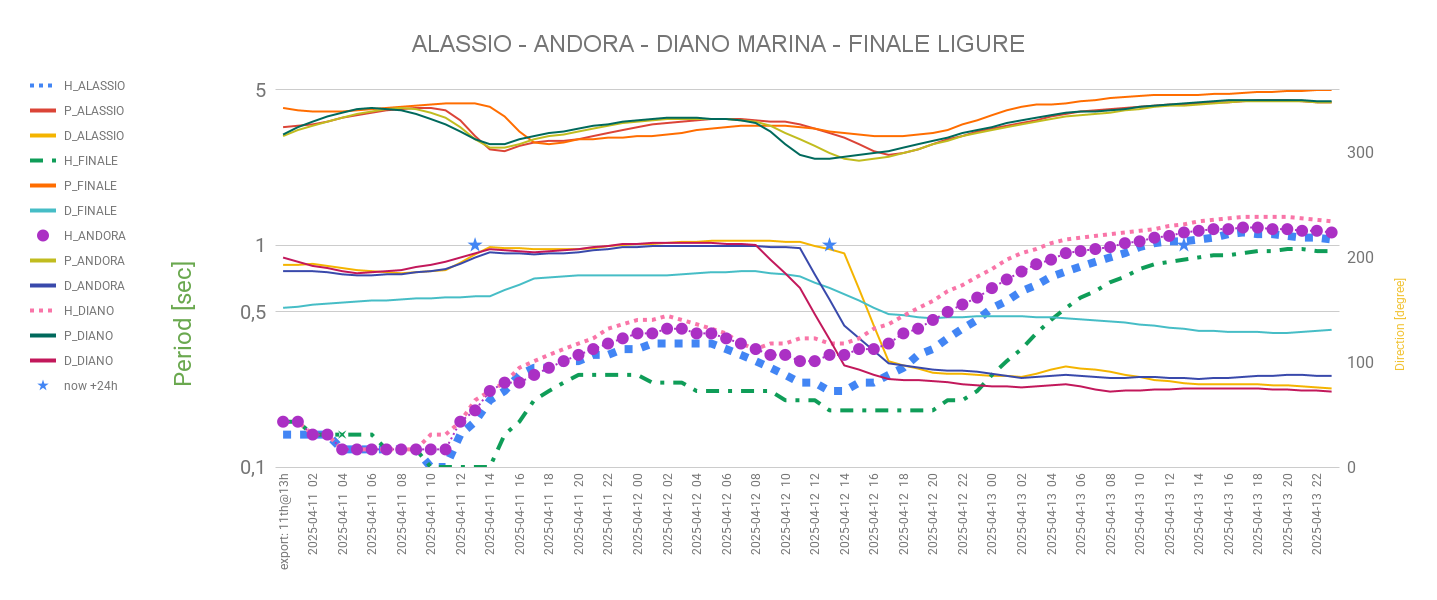 ALASSIO - ANDORA - DIANO MARINA - FINALE LIGURE
H_ALASSIO
P_ALASSIO
D_ALASSIO
H_FINALE
P_FINALE
D_FINALE
H_ANDORA
P_ANDORA
D_ANDORA
H_DIANO
P_DIANO
D_DIANO
now +24h
Period [sec]
5
1
0,5
0,1
300
200
100
0
Direction [degree]
export: 11th@13h
2025-04-11 02
2025-04-11 04
2025-04-11 06
2025-04-11 08
2025-04-11 10
2025-04-11 12
2025-04-11 14
2025-04-11 16
2025-04-11 18
2025-04-11 20
2025-04-11 22
2025-04-12 00
2025-04-12 02
2025-04-12 04
2025-04-12 06
2025-04-12 08
2025-04-12 10
2025-04-12 12
2025-04-12 14
2025-04-12 16
2025-04-12 18
2025-04-12 20
2025-04-12 22
2025-04-13 00
2025-04-13 02
2025-04-13 04
2025-04-13 06
2025-04-13 08
2025-04-13 10
2025-04-13 12
2025-04-13 14
2025-04-13 16
2025-04-13 18
2025-04-13 20
2025-04-13 22